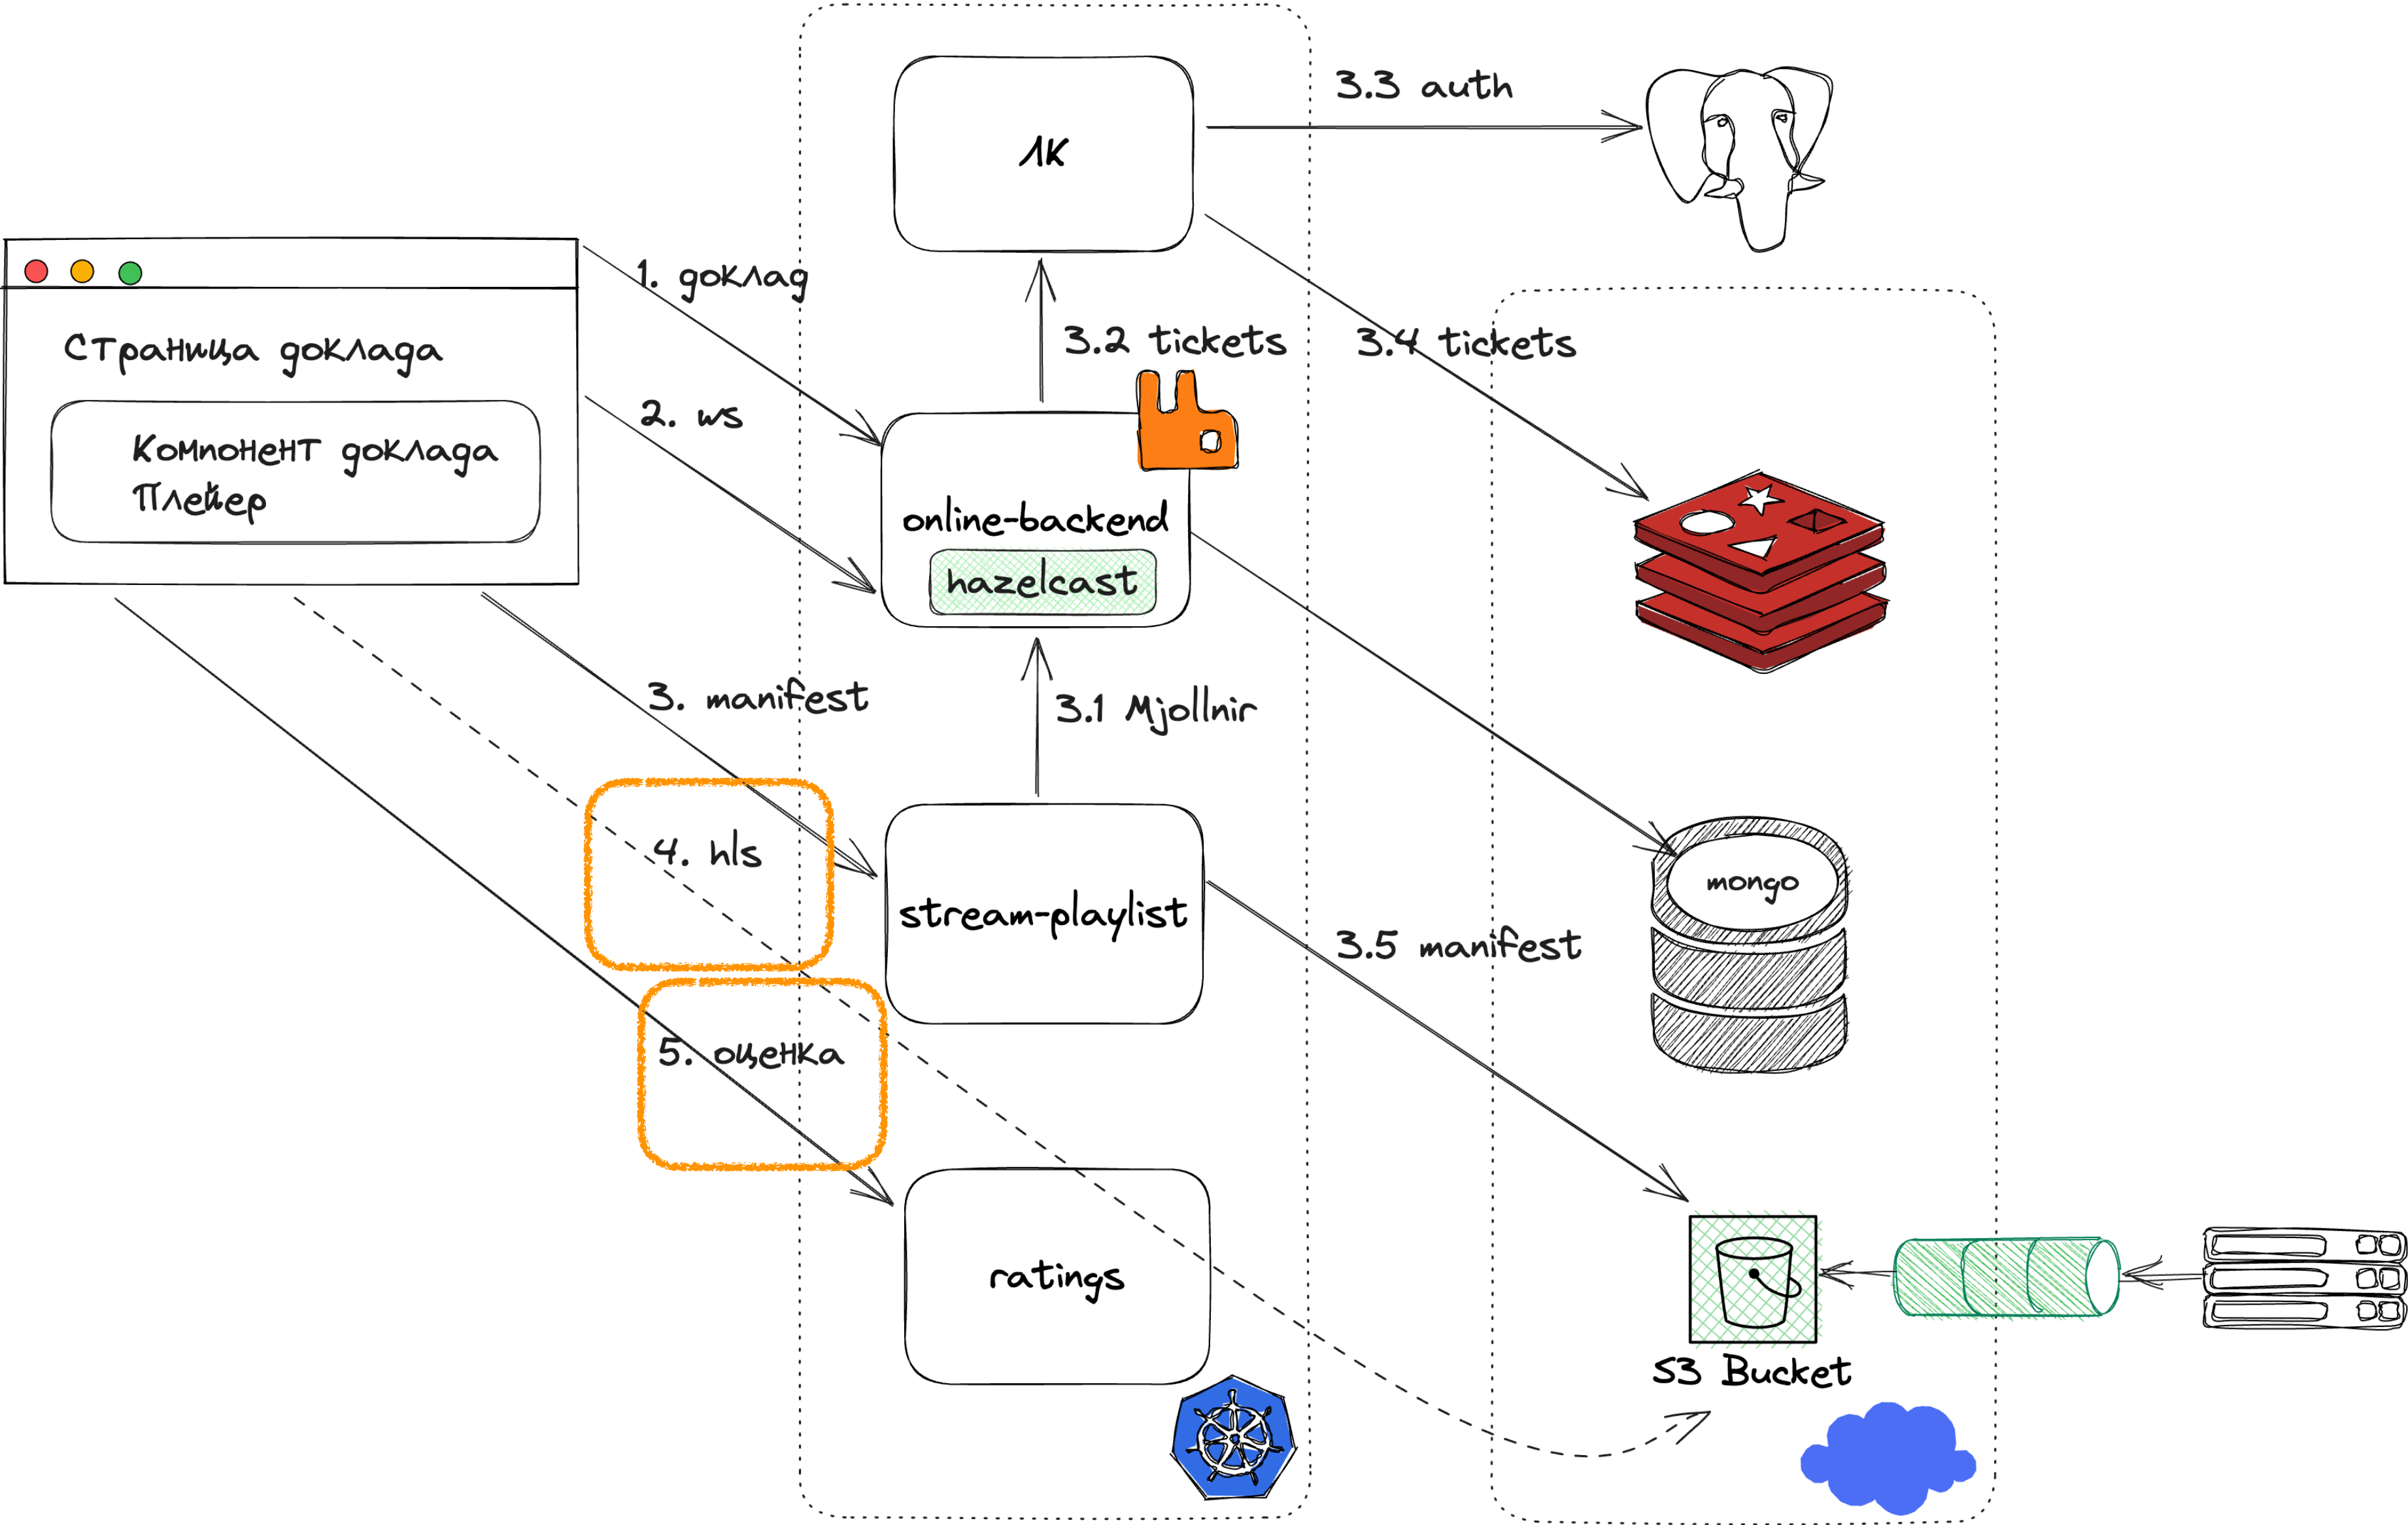 ЛК
3.3 auth
1. доклад
Страница доклада
3.2 tickets
3.4 tickets
2. ws
Компонент доклада
Плейер
online-backend
hazelcast
3. manifest
3.1 Mjollnir
4. hls
stream-playlist
mongo
3.5 manifest
5. оценка
ratings
S3 Bucket